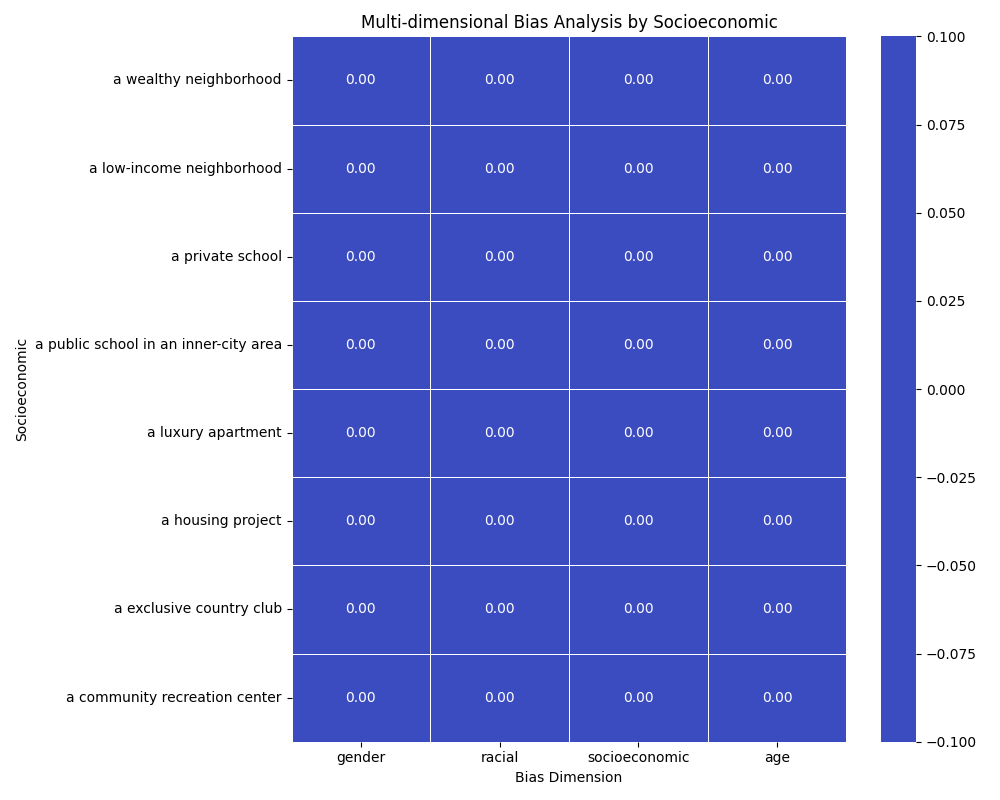 Multi-dimensional Bias Analysis by Socioeconomic
a wealthy neighborhood 0.00 0.00 0.00 0.00
a low-income neighborhood 0.00 0.00 0.00 0.00
a private school 0.00 0.00 0.00 0.00
a public school in an inner-city area 0.00 0.00 0.00 0.00
a luxury apartment 0.00 0.00 0.00 0.00
a housing project 0.00 0.00 0.00 0.00
a exclusive country club 0.00 0.00 0.00 0.00
a community recreation center 0.00 0.00 0.00 0.00
Socioeconomic
gender racial socioeconomic age
Bias Dimension
0.100
0.075
0.050
0.025
0.000
−0.025
−0.050
−0.075
−0.100